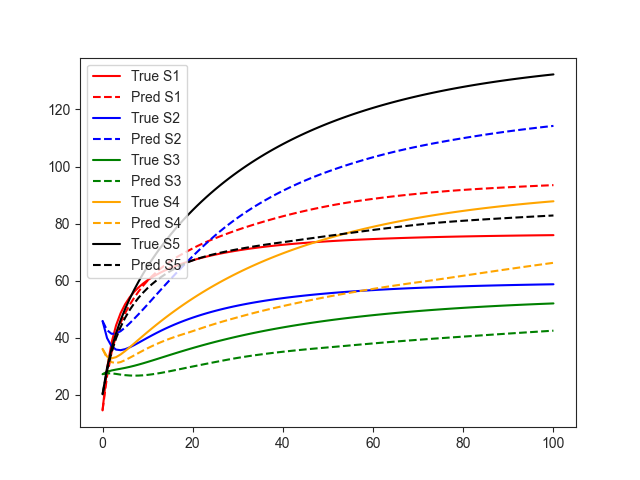 True S1
Pred S1
True S2
Pred S2
True S3
Pred S3
True S4
Pred S4
True S5
Pred S5
120
100
80
60
40
20
0 20 40 60 80 100